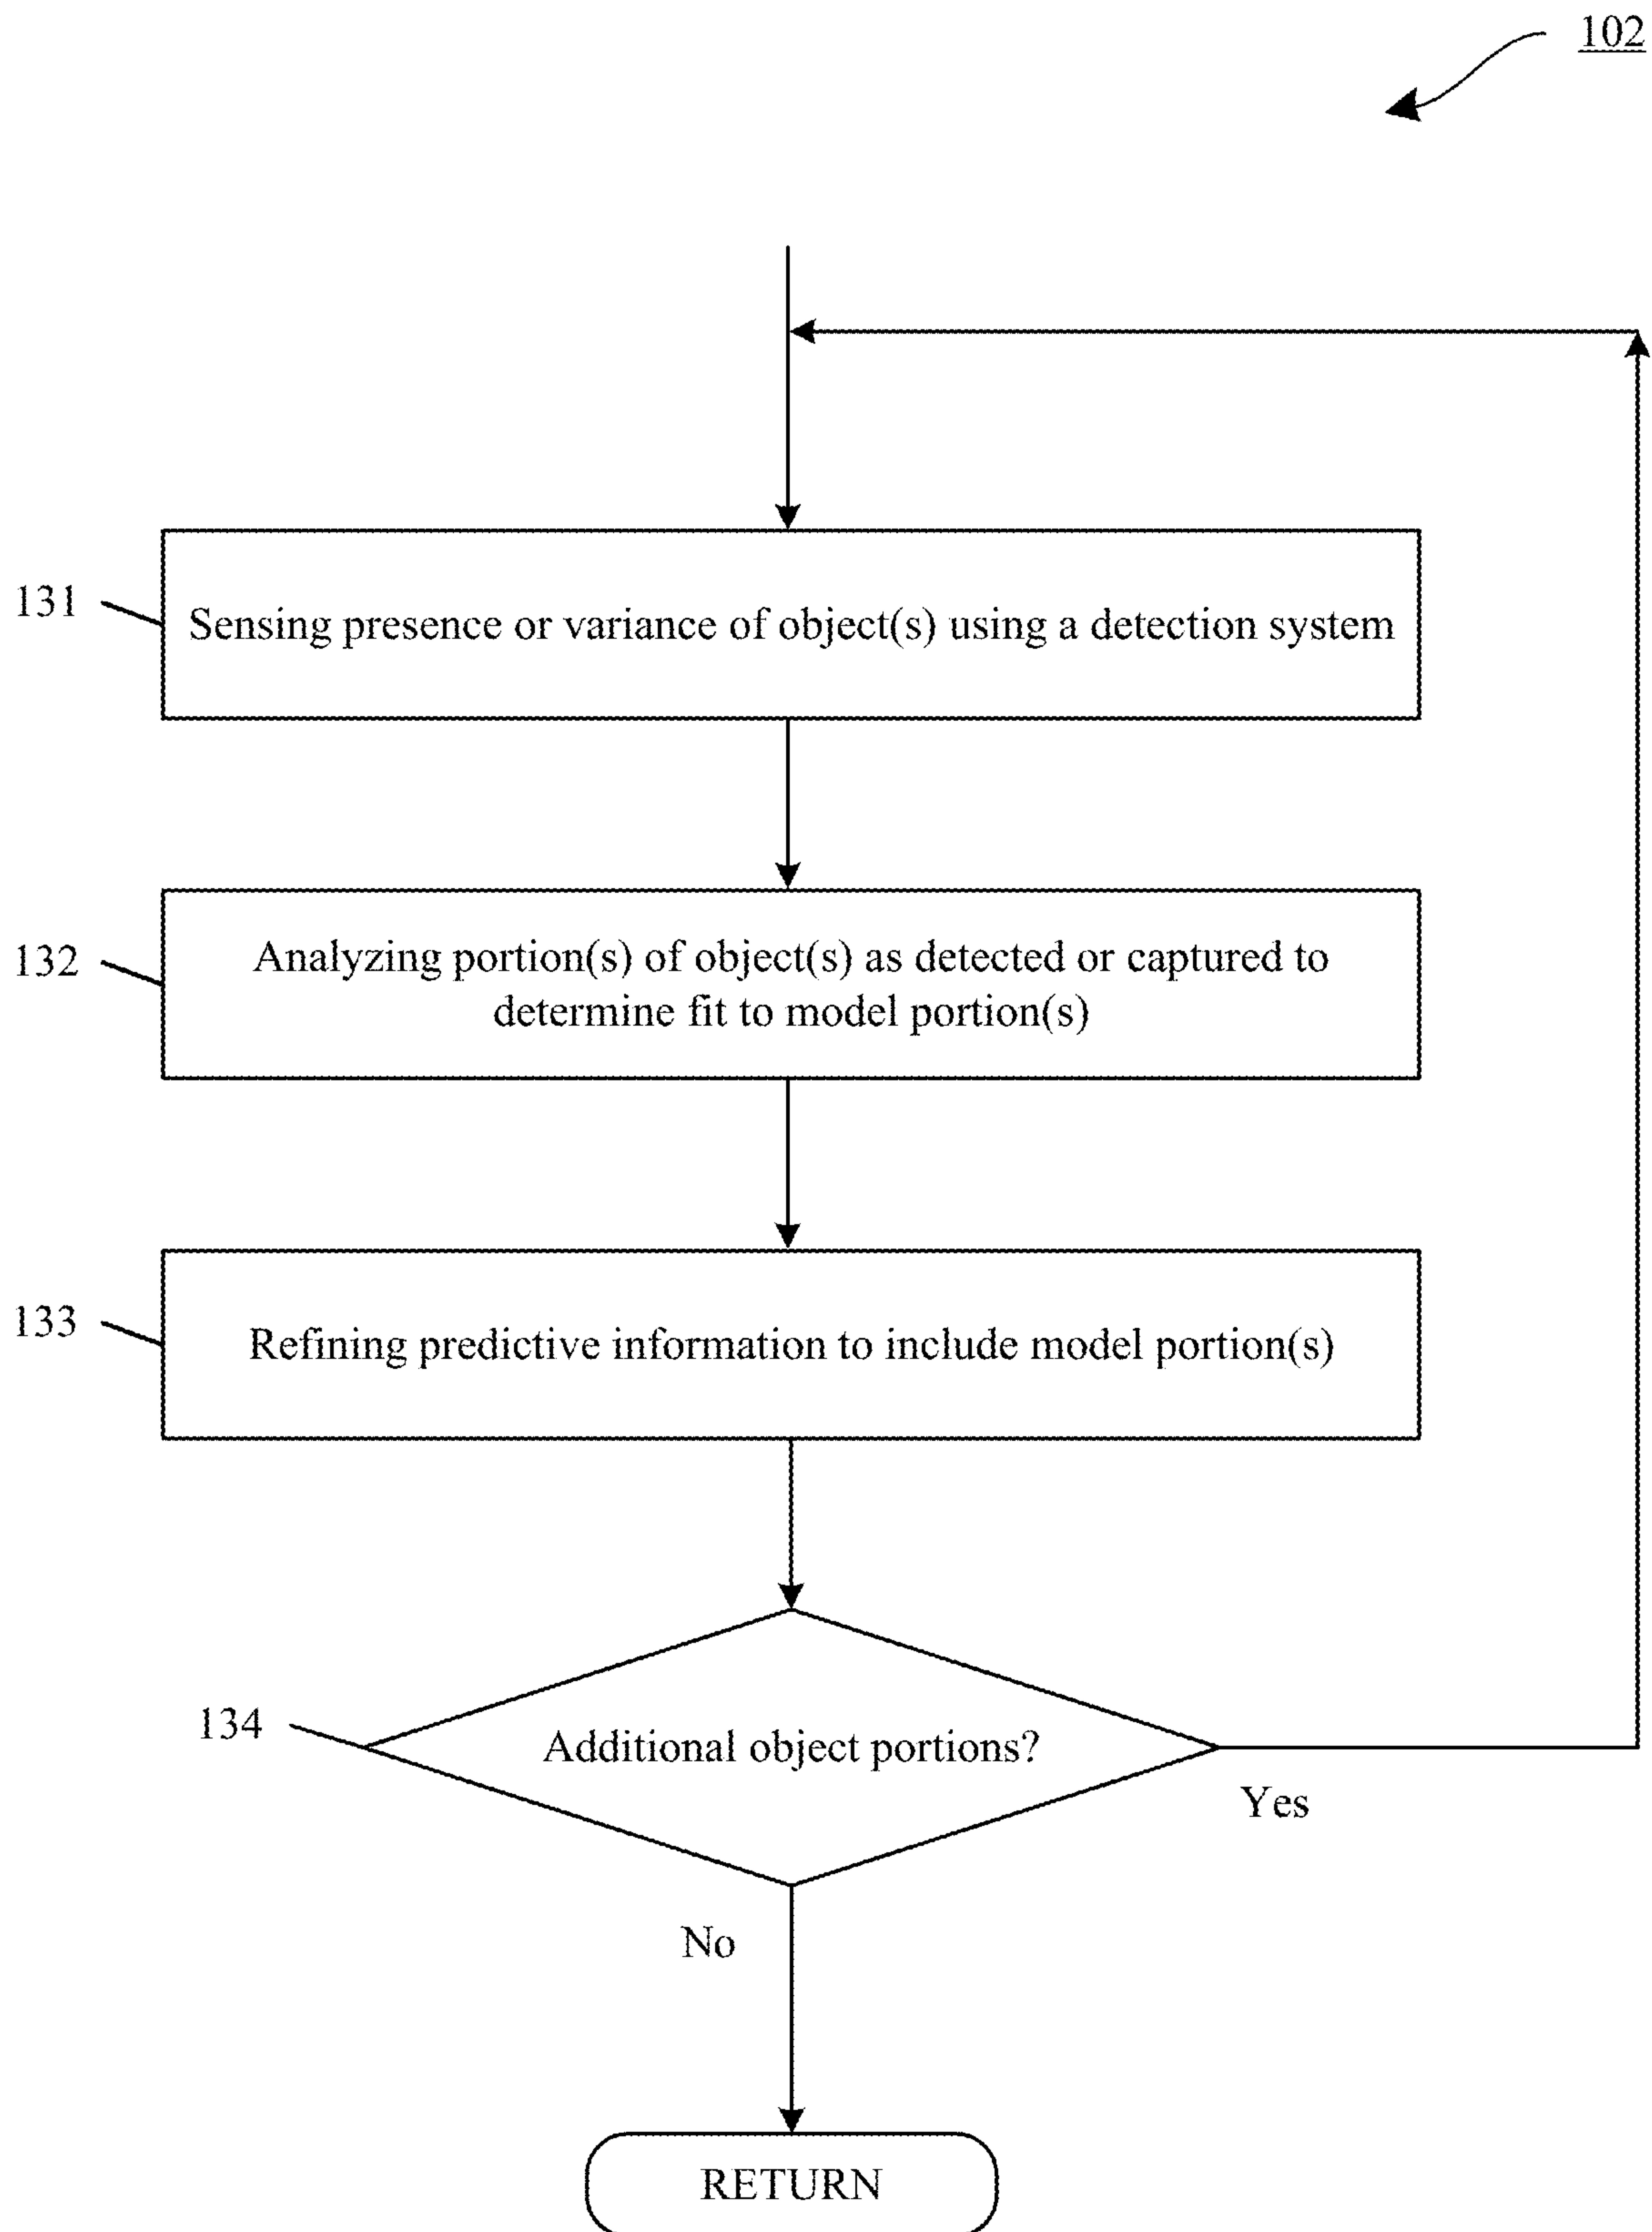 102
131
Sensing presence or variance of object(s) using a detection system
132
Analyzing portion(s) of object(s) as detected or captured to
determine fit to model portion(s)
133
Refining predictive information to include model portion(s)
134
Additional object portions?
Yes
No
RETURN